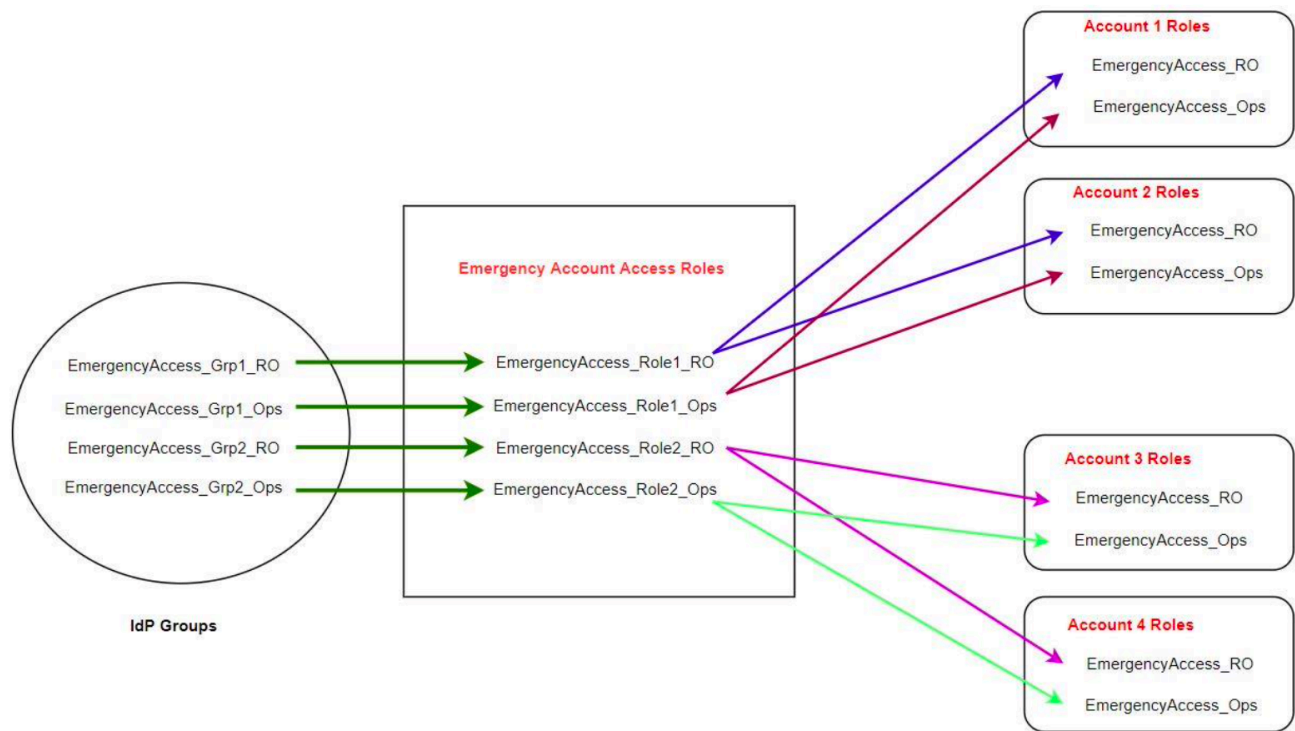 IdP Groups
EmergencyAccess_Grp1_RO
EmergencyAccess_Grp1_Ops
EmergencyAccess_Grp2_RO
EmergencyAccess_Grp2_Ops
Emergency Account Access Roles
EmergencyAccess_Role1_RO
EmergencyAccess_Role1_Ops
EmergencyAccess_Role2_RO
EmergencyAccess_Role2_Ops
Account 1 Roles
EmergencyAccess_RO
EmergencyAccess_Ops
Account 2 Roles
EmergencyAccess_RO
EmergencyAccess_Ops
Account 3 Roles
EmergencyAccess_RO
EmergencyAccess_Ops
Account 4 Roles
EmergencyAccess_RO
EmergencyAccess_Ops